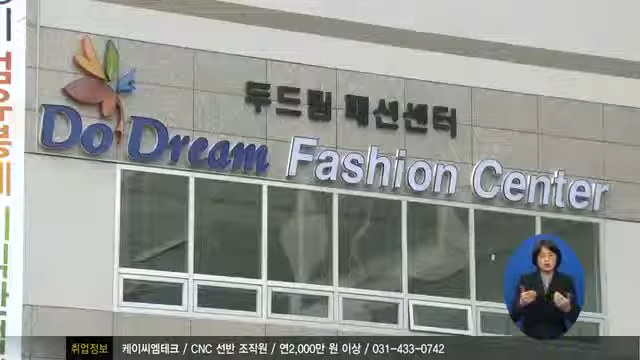 두드림 패션센터
Do Dream Fashion Center
취업정보 케이씨엠테크 / CNC 선반 조작원 / 연2,000만 원 이상 / 031-433-0742